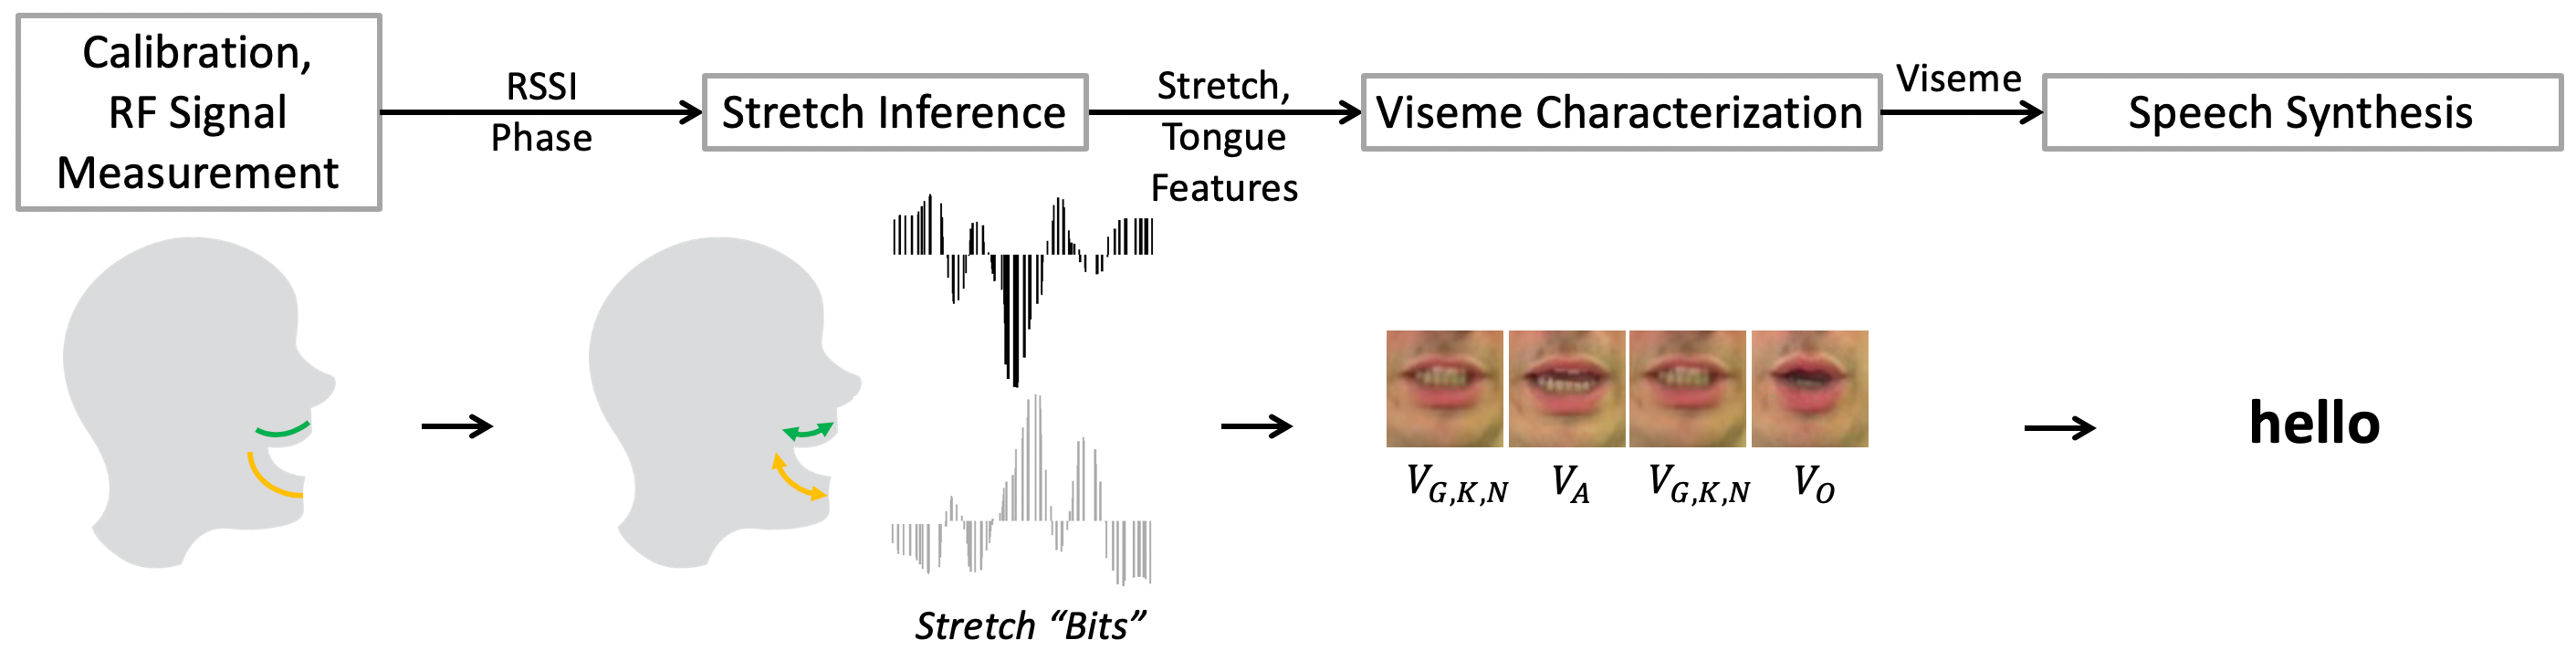 Calibration,
RF Signal
Measurement
RSSI
Phase
Stretch Inference
Stretch,
Tongue
Features
Viseme Characterization
Viseme
Speech Synthesis
V_{G,K,N} V_A V_{G,K,N} V_O
hello
Stretch “Bits”